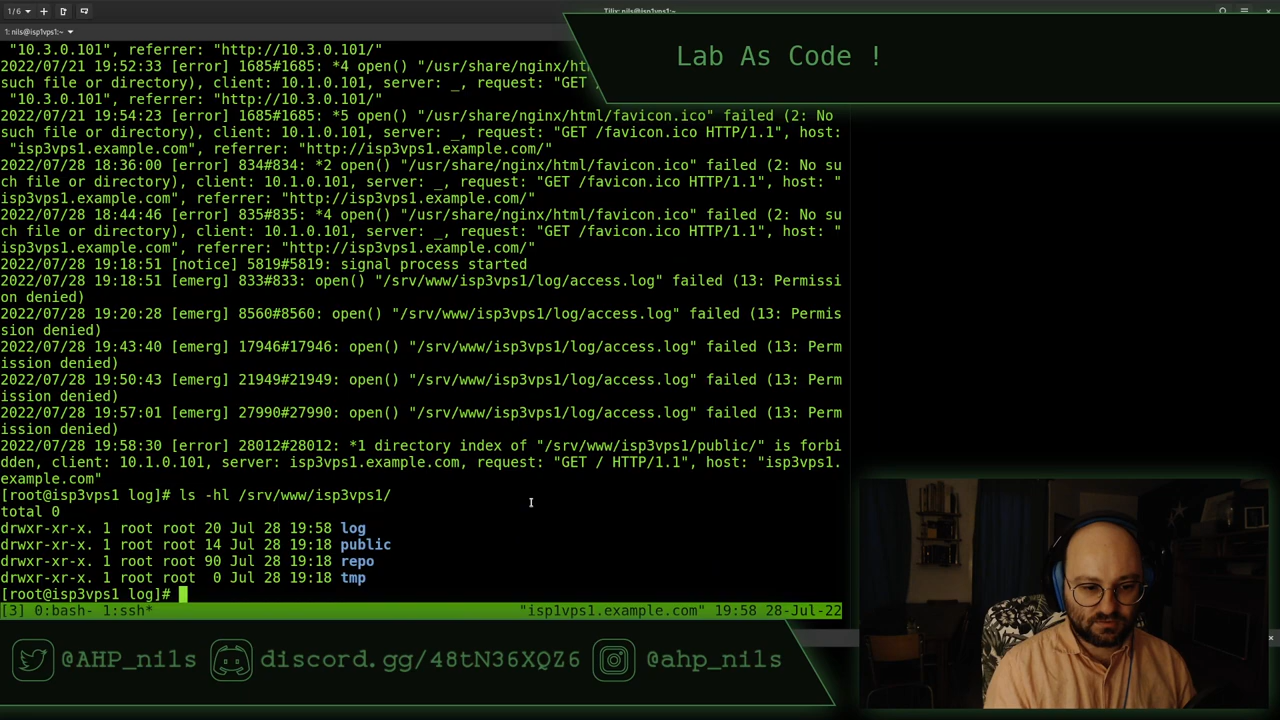 1/6
Tilix: nils@isp1vps1:~
1: nils@isp1vps1:~
Lab As Code !
"10.3.0.101", referrer: "http://10.3.0.101/"
2022/07/21 19:52:33 [error] 1685#1685: *4 open() "/usr/share/nginx/ht
such file or directory), client: 10.1.0.101, server: _, request: "GET
"10.3.0.101", referrer: "http://10.3.0.101/"
2022/07/21 19:54:23 [error] 1685#1685: *5 open() "/usr/share/nginx/html/favicon.ico" failed (2: No
such file or directory), client: 10.1.0.101, server: _, request: "GET /favicon.ico HTTP/1.1", host:
"isp3vps1.example.com", referrer: "http://isp3vps1.example.com/"
2022/07/28 18:36:00 [error] 834#834: *2 open() "/usr/share/nginx/html/favicon.ico" failed (2: No su
ch file or directory), client: 10.1.0.101, server: _, request: "GET /favicon.ico HTTP/1.1", host: "
isp3vps1.example.com", referrer: "http://isp3vps1.example.com/"
2022/07/28 18:44:46 [error] 835#835: *4 open() "/usr/share/nginx/html/favicon.ico" failed (2: No su
ch file or directory), client: 10.1.0.101, server: _, request: "GET /favicon.ico HTTP/1.1", host: "
isp3vps1.example.com", referrer: "http://isp3vps1.example.com/"
2022/07/28 19:18:51 [notice] 5819#5819: signal process started
2022/07/28 19:18:51 [emerg] 833#833: open() "/srv/www/isp3vps1/log/access.log" failed (13: Permissi
on denied)
2022/07/28 19:20:28 [emerg] 8560#8560: open() "/srv/www/isp3vps1/log/access.log" failed (13: Permis
sion denied)
2022/07/28 19:43:40 [emerg] 17946#17946: open() "/srv/www/isp3vps1/log/access.log" failed (13: Perm
ission denied)
2022/07/28 19:50:43 [emerg] 21949#21949: open() "/srv/www/isp3vps1/log/access.log" failed (13: Perm
ission denied)
2022/07/28 19:57:01 [emerg] 27990#27990: open() "/srv/www/isp3vps1/log/access.log" failed (13: Perm
ission denied)
2022/07/28 19:58:30 [error] 28012#28012: *1 directory index of "/srv/www/isp3vps1/public/" is forbi
dden, client: 10.1.0.101, server: isp3vps1.example.com, request: "GET / HTTP/1.1", host: "isp3vps1.
example.com"
[root@isp3vps1 log]# ls -hl /srv/www/isp3vps1/
total 0
drwxr-xr-x. 1 root root 20 Jul 28 19:58 log
drwxr-xr-x. 1 root root 14 Jul 28 19:18 public
drwxr-xr-x. 1 root root 90 Jul 28 19:18 repo
drwxr-xr-x. 1 root root  0 Jul 28 19:18 tmp
[root@isp3vps1 log]#
[3] 0:bash- 1:ssh* "isp1vps1.example.com" 19:58 28-Jul-22
@AHP_nils discord.gg/48tN36XQZ6 @ahp_nils